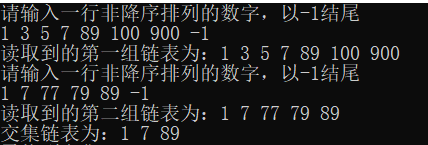 请输入一行非降序排列的数字，以-1结尾
1 3 5 7 89 100 900 -1
读取到的第一组链表为：1 3 5 7 89 100 900
请输入一行非降序排列的数字，以-1结尾
1 7 77 79 89 -1
读取到的第二组链表为：1 7 77 79 89
交集链表为：1 7 89